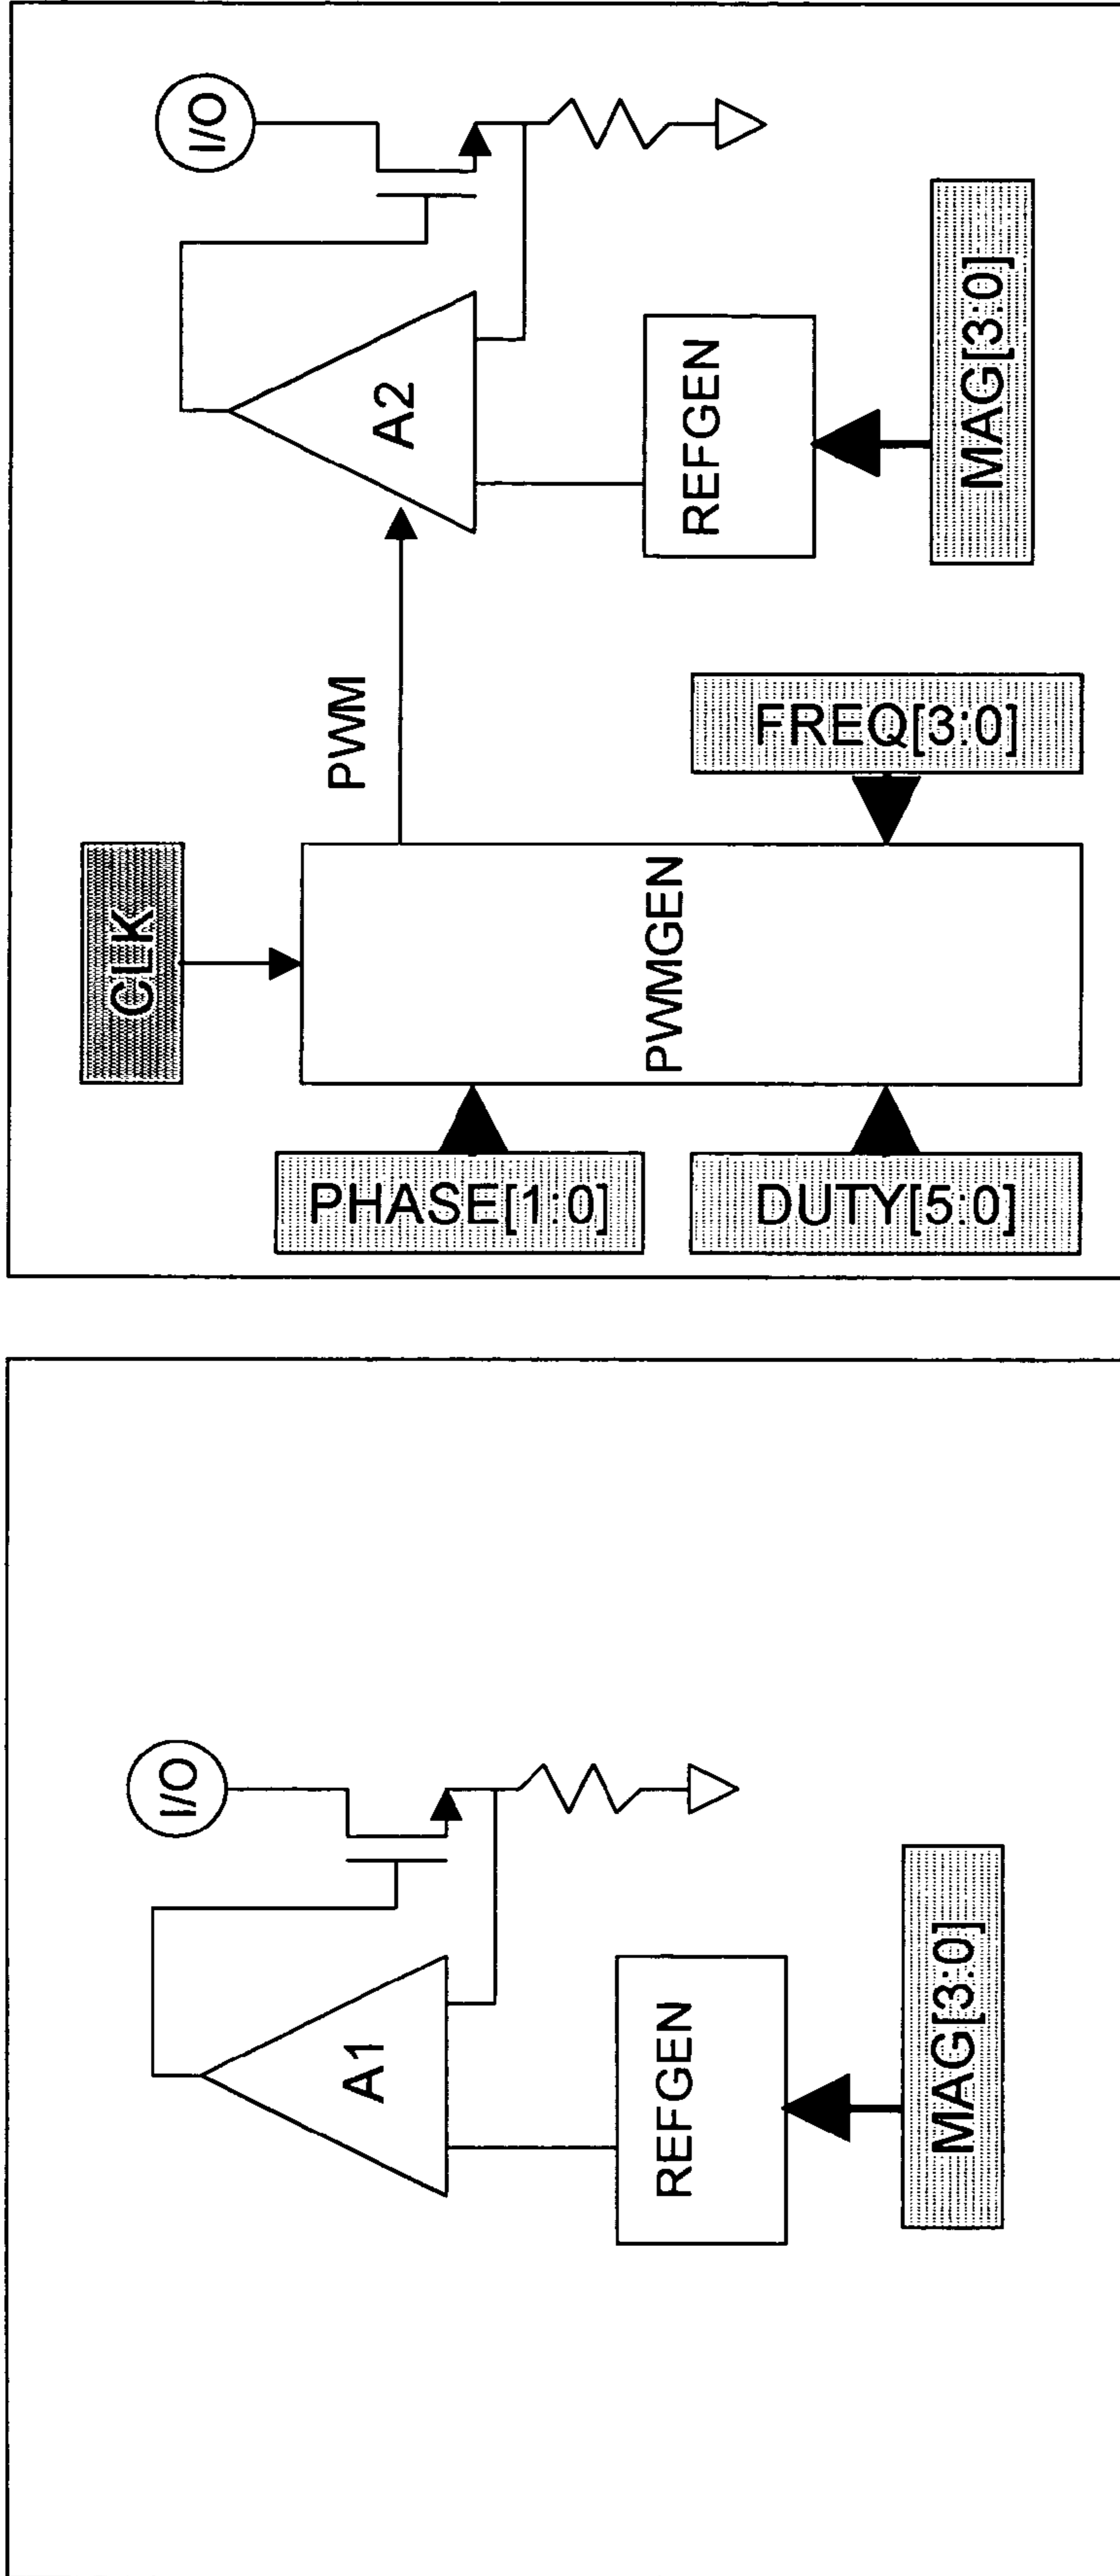 I/O
A1
REFGEN
MAG[3:0]
CLK
PHASE[1:0]
PWMGEN
DUTY[5:0]
FREQ[3:0]
PWM
I/O
A2
REFGEN
MAG[3:0]